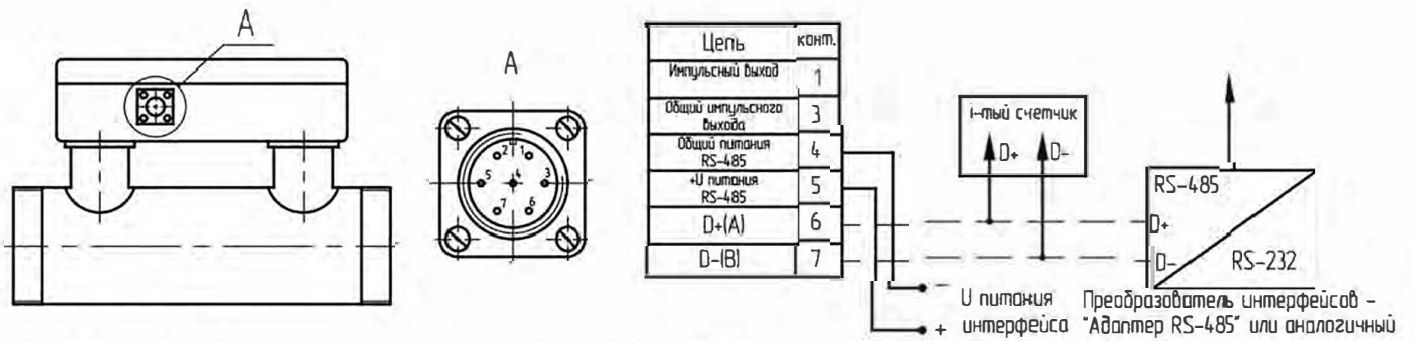 A
A
2 1
5 4 3
7 6
Цепь конт.
Импульсный выход 1
Общий импульсного
выхода 3
Общий питания
RS-485 4
+U питания
RS-485 5
D+(A) 6
D-(B) 7
i-тый счетчик
D+ D-
RS-485
D+
D-
RS-232
- U питания
+ интерфейса
Преобразователь интерфейсов -
"Адаптер RS-485" или аналогичный